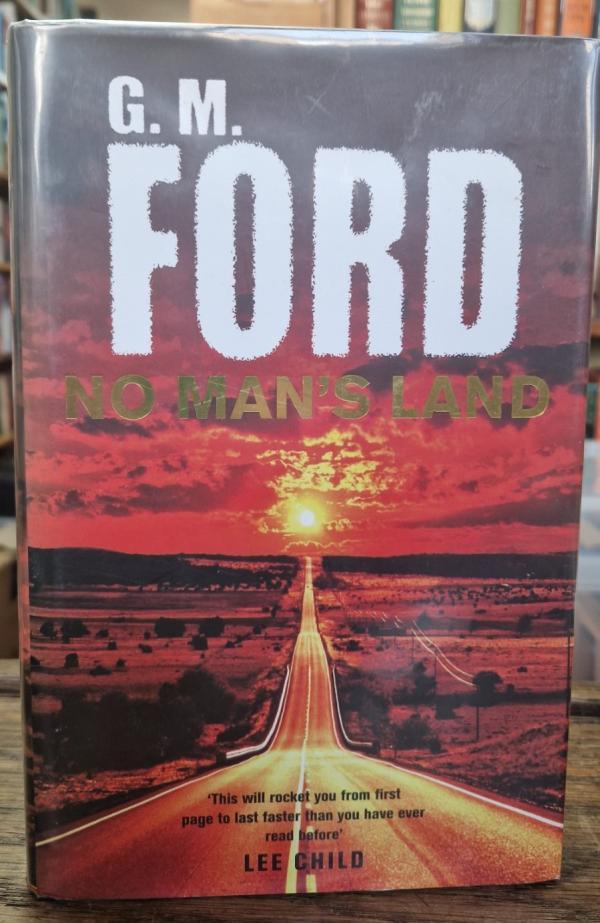 G. M.
FORD
NO MAN'S LAND
'This will rocket you from first
page to last faster than you have ever
read before'
LEE CHILD